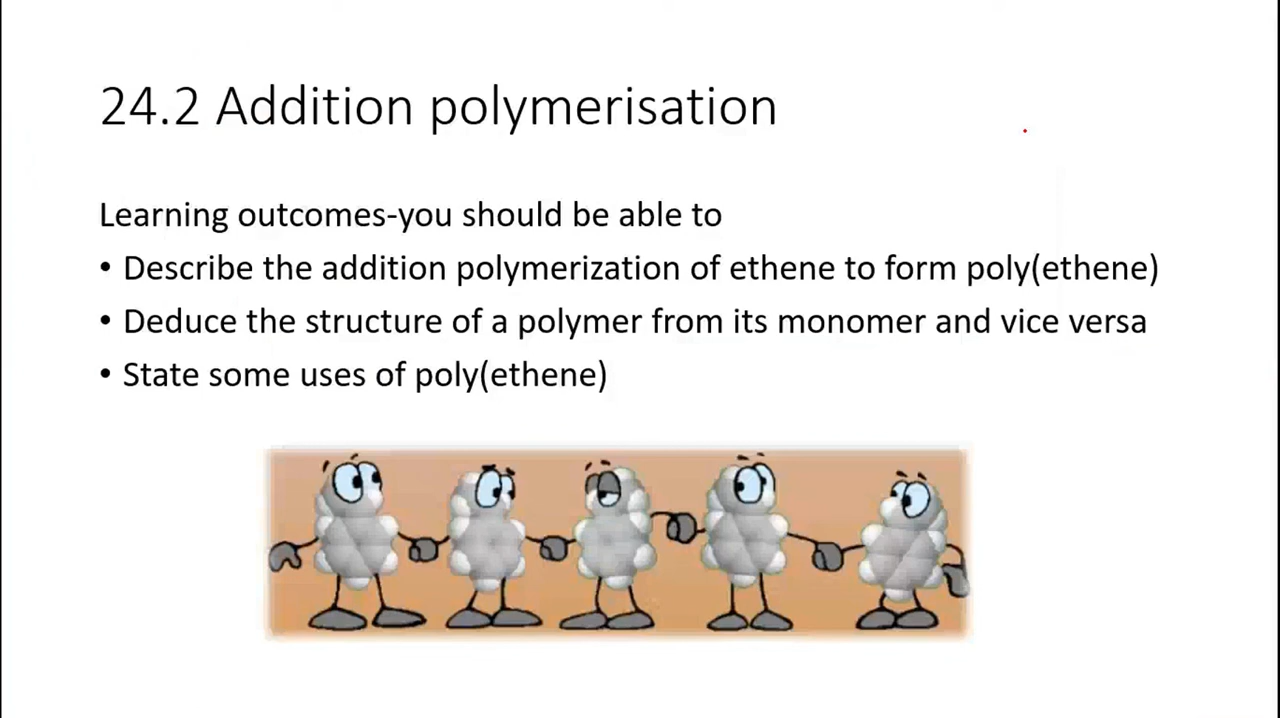 24.2 Addition polymerisation
Learning outcomes-you should be able to
• Describe the addition polymerization of ethene to form poly(ethene)
• Deduce the structure of a polymer from its monomer and vice versa
• State some uses of poly(ethene)